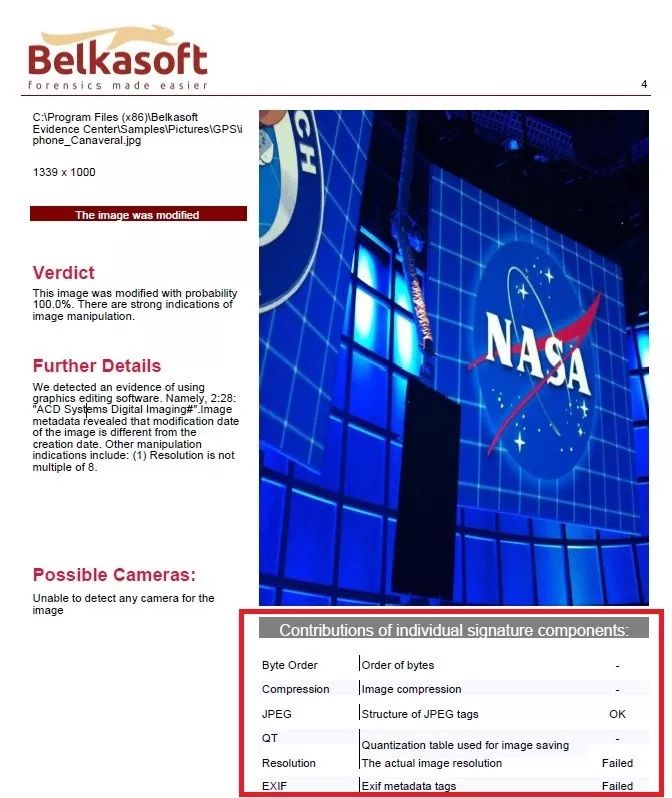 Belkasoft
forensics made easier
4
C:\Program Files (x86)\Belkasoft
Evidence Center\Samples\Pictures\GPS\i
phone_Canaveral.jpg
1339 x 1000
The image was modified
Verdict
This image was modified with probability
100.0%. There are strong indications of
image manipulation.
Further Details
We detected an evidence of using
graphics editing software. Namely, 2:28:
"ACD Systems Digital Imaging#".Image
metadata revealed that modification date
of the image is different from the
creation date. Other manipulation
indications include: (1) Resolution is not
multiple of 8.
Possible Cameras:
Unable to detect any camera for the
image
CH
NASA
Contributions of individual signature components:
Byte Order Order of bytes -
Compression Image compression -
JPEG Structure of JPEG tags OK
QT Quantization table used for image saving -
Resolution The actual image resolution Failed
EXIF Exif metadata tags Failed